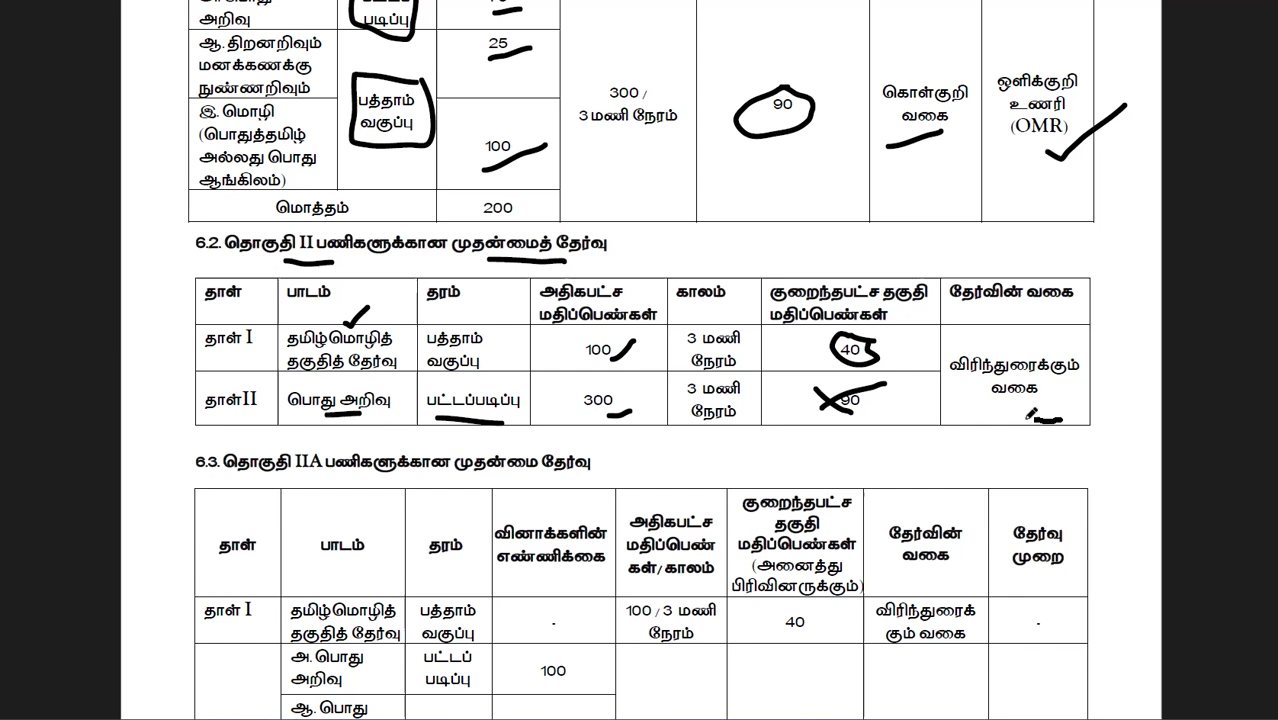 அறிவு
படிப்பு
ஆ. திறனறிவும்
மனக்கணக்கு
நுண்ணறிவும்
25
பத்தாம்
வகுப்பு
இ. மொழி
(பொதுத்தமிழ்
அல்லது பொது
ஆங்கிலம்)
100
300 /
3 மணி நேரம்
90
கொள்குறி
வகை
ஒளிக்குறி
உணரி
(OMR)
மொத்தம் 200
6.2. தொகுதி II பணிகளுக்கான முதன்மைத் தேர்வு
தாள் பாடம் தரம் அதிகபட்ச மதிப்பெண்கள் காலம் குறைந்தபட்ச தகுதி மதிப்பெண்கள் தேர்வின் வகை
தாள் I தமிழ்மொழித் தகுதித் தேர்வு பத்தாம் வகுப்பு 100 3 மணி நேரம் 40 விரிந்துரைக்கும் வகை
தாள் II பொது அறிவு பட்டப்படிப்பு 300 3 மணி நேரம் 90
6.3. தொகுதி IIA பணிகளுக்கான முதன்மை தேர்வு
தாள்
பாடம்
தரம்
வினாக்களின்
எண்ணிக்கை
அதிகபட்ச
மதிப்பெண்
கள்/ காலம்
குறைந்தபட்ச
தகுதி
மதிப்பெண்கள்
(அனைத்து
பிரிவினருக்கும்)
தேர்வின்
வகை
தேர்வு
முறை
தாள் I தமிழ்மொழித் தகுதித் தேர்வு பத்தாம் வகுப்பு - 100 / 3 மணி நேரம் 40 விரிந்துரைக் கும் வகை -
அ. பொது அறிவு பட்டப் படிப்பு 100
ஆ. பொது